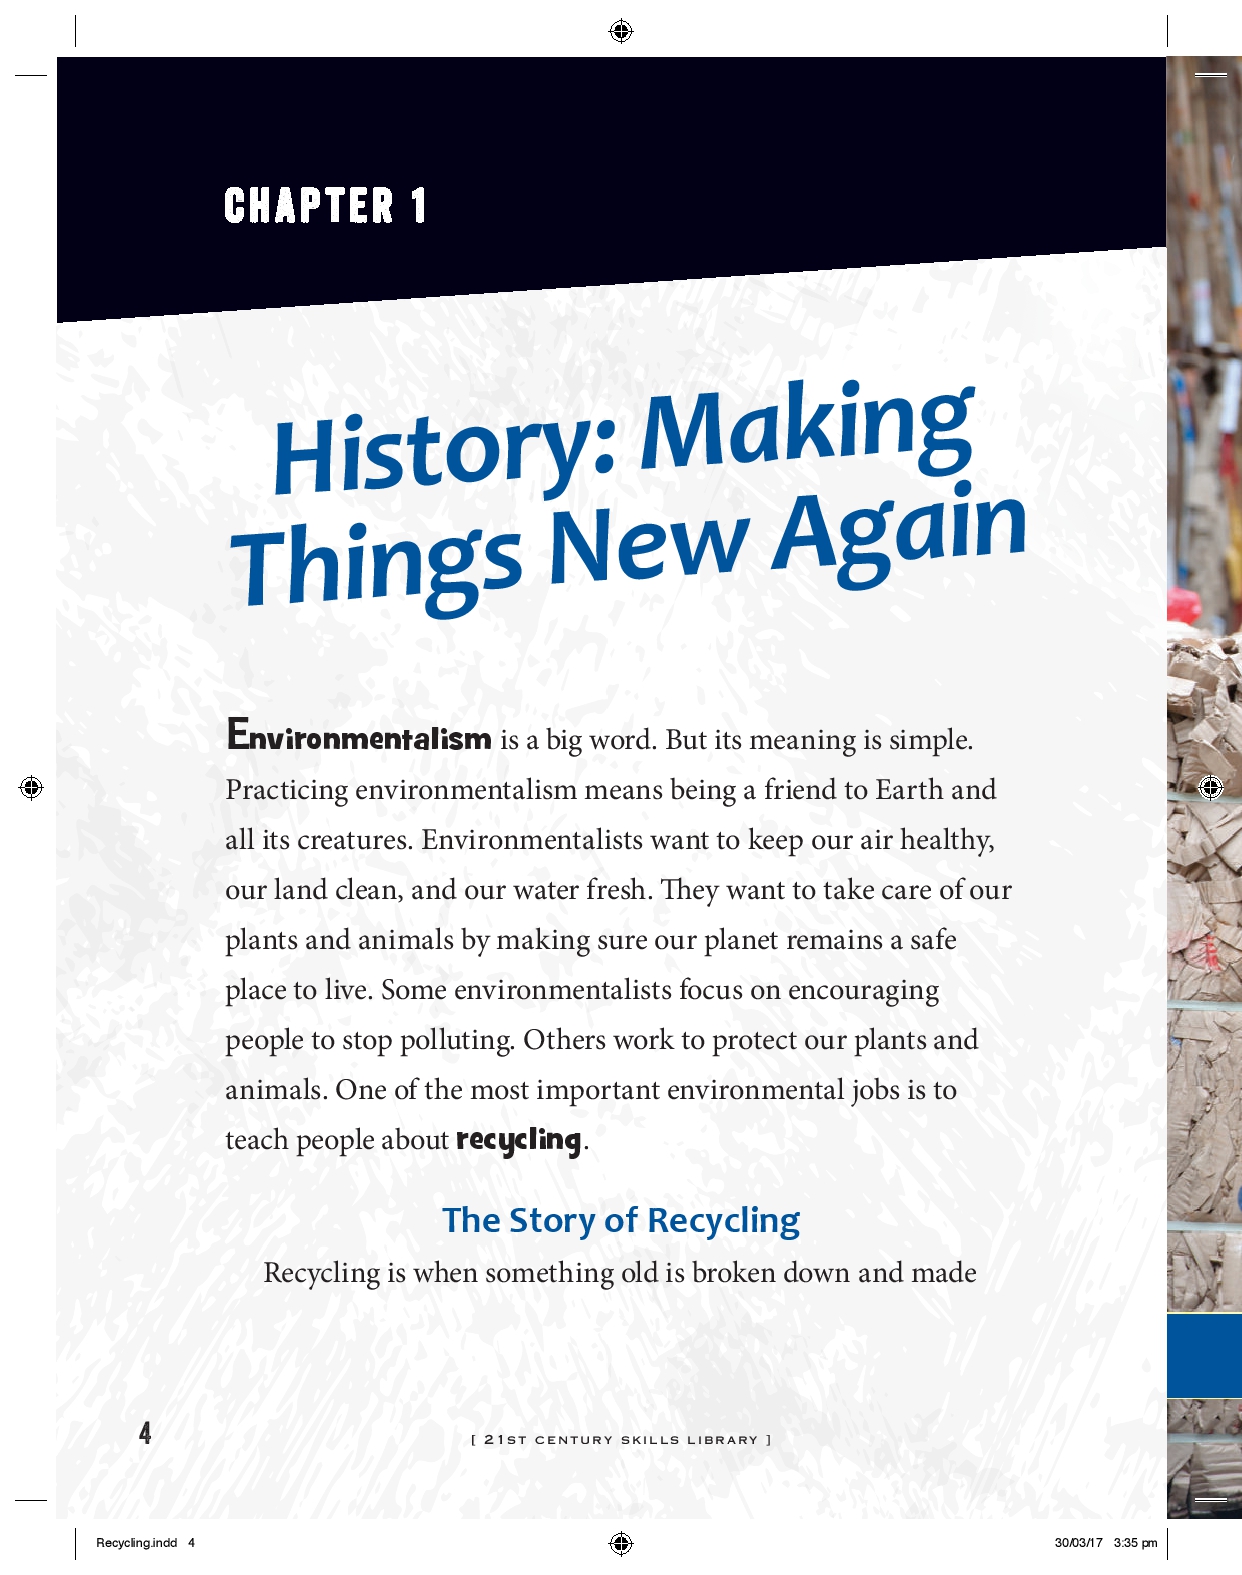 CHAPTER 1
History: Making
Things New Again
Environmentalism is a big word. But its meaning is simple.
Practicing environmentalism means being a friend to Earth and
all its creatures. Environmentalists want to keep our air healthy,
our land clean, and our water fresh. They want to take care of our
plants and animals by making sure our planet remains a safe
place to live. Some environmentalists focus on encouraging
people to stop polluting. Others work to protect our plants and
animals. One of the most important environmental jobs is to
teach people about recycling.
The Story of Recycling
Recycling is when something old is broken down and made
4
[ 21ST CENTURY SKILLS LIBRARY ]
Recycling.indd 4
30/03/17 3:35 pm